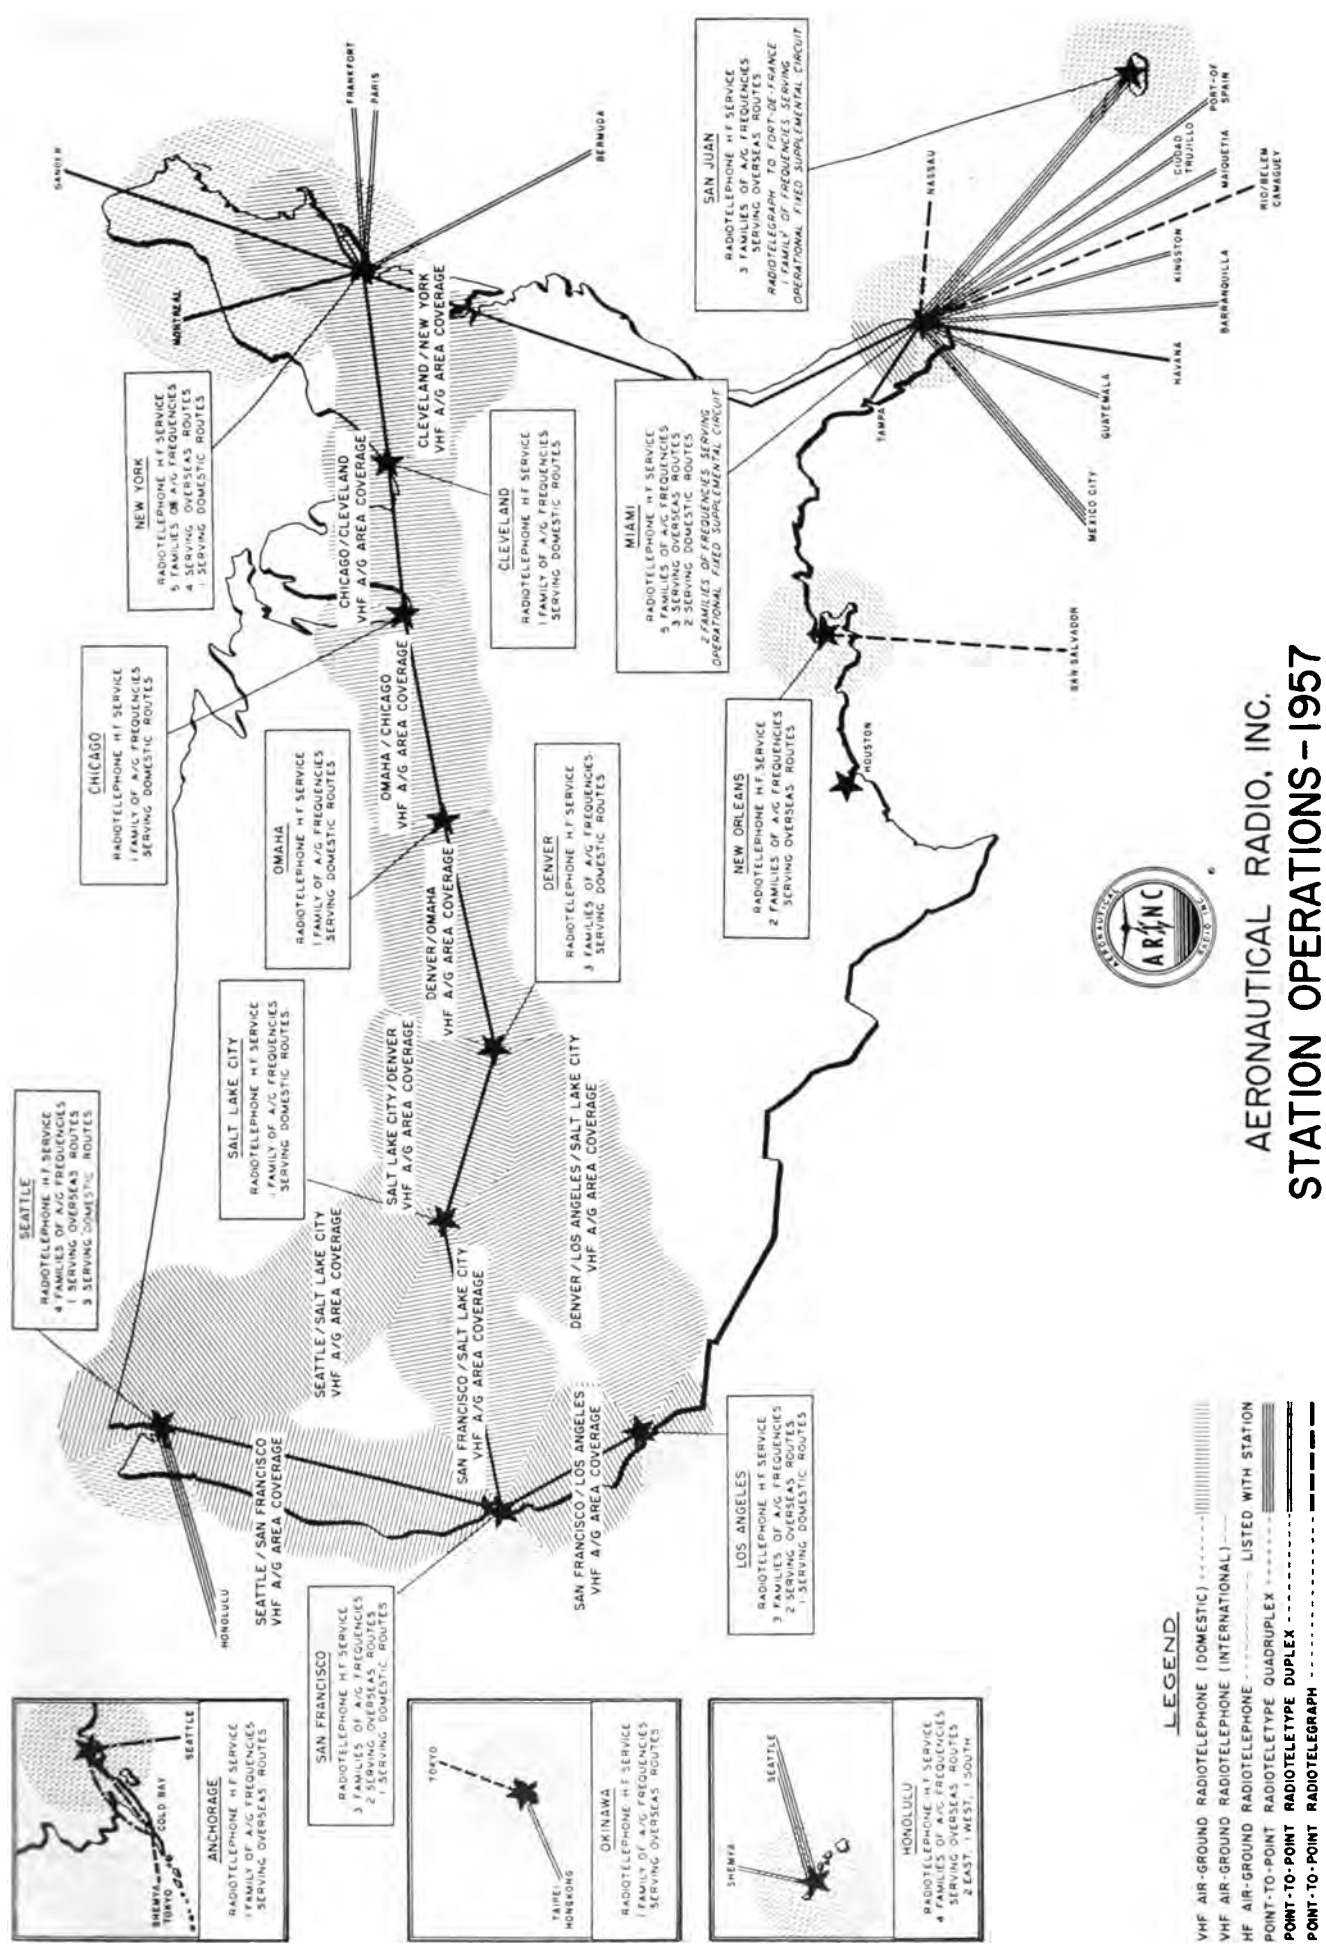 AERONAUTICAL RADIO, INC.
STATION OPERATIONS-1957
AERONAUTICAL
ARINC
RADIO INC.
SEATTLE
RADIOTELEPHONE H.F. SERVICE
4 FAMILIES OF A/G FREQUENCIES
1 SERVING OVERSEAS ROUTES
3 SERVING DOMESTIC ROUTES
CHICAGO
RADIOTELEPHONE H F SERVICE
1 FAMILY OF A/G FREQUENCIES
SERVING DOMESTIC ROUTES
NEW YORK
RADIOTELEPHONE H F SERVICE
5 FAMILIES OF A/G FREQUENCIES
4 SERVING OVERSEAS ROUTES
1 SERVING DOMESTIC ROUTES
SALT LAKE CITY
RADIOTELEPHONE H F SERVICE
1 FAMILY OF A/G FREQUENCIES
SERVING DOMESTIC ROUTES
OMAHA
RADIOTELEPHONE H F SERVICE
1 FAMILY OF A/G FREQUENCIES
SERVING DOMESTIC ROUTES
CLEVELAND
RADIOTELEPHONE H F SERVICE
1 FAMILY OF A/G FREQUENCIES
SERVING DOMESTIC ROUTES
DENVER
RADIOTELEPHONE H F SERVICE
3 FAMILIES OF A/G FREQUENCIES
SERVING DOMESTIC ROUTES
SAN FRANCISCO
RADIOTELEPHONE H F SERVICE
3 FAMILIES OF A/G FREQUENCIES
2 SERVING OVERSEAS ROUTES
1 SERVING DOMESTIC ROUTES
LOS ANGELES
RADIOTELEPHONE H F SERVICE
3 FAMILIES OF A/G FREQUENCIES
2 SERVING OVERSEAS ROUTES
1 SERVING DOMESTIC ROUTES
NEW ORLEANS
RADIOTELEPHONE H.F. SERVICE
2 FAMILIES OF A/G FREQUENCIES
SERVING OVERSEAS ROUTES
MIAMI
RADIOTELEPHONE H F SERVICE
5 FAMILIES OF A/G FREQUENCIES
3 SERVING OVERSEAS ROUTES
2 SERVING DOMESTIC ROUTES
2 FAMILIES OF FREQUENCIES SERVING
OPERATIONAL FIXED SUPPLEMENTAL CIRCUIT
SAN JUAN
RADIOTELEPHONE H F SERVICE
3 FAMILIES OF A/G FREQUENCIES
SERVING OVERSEAS ROUTES
RADIOTELEGRAPH TO FORT-DE-FRANCE
1 FAMILY OF FREQUENCIES SERVING
OPERATIONAL FIXED SUPPLEMENTAL CIRCUIT
SEATTLE/SAN FRANCISCO
VHF A/G AREA COVERAGE
SEATTLE/SALT LAKE CITY
VHF A/G AREA COVERAGE
SAN FRANCISCO/SALT LAKE CITY
VHF A/G AREA COVERAGE
SAN FRANCISCO/LOS ANGELES
VHF A/G AREA COVERAGE
SALT LAKE CITY/DENVER
VHF A/G AREA COVERAGE
DENVER/LOS ANGELES/SALT LAKE CITY
VHF A/G AREA COVERAGE
DENVER/OMAHA
VHF A/G AREA COVERAGE
OMAHA/CHICAGO
VHF A/G AREA COVERAGE
CHICAGO/CLEVELAND
VHF A/G AREA COVERAGE
CLEVELAND/NEW YORK
VHF A/G AREA COVERAGE
GANDER
MONTREAL
FRANKFORT
PARIS
BERMUDA
NASSAU
TAMPA
PORT-OF
SPAIN
CIUDAD
TRUJILLO
MAIQUETIA
RIO/BELEM
CAMAGUEY
KINGSTON
BARRANQUILLA
HAVANA
GUATEMALA
MEXICO CITY
SAN SALVADOR
HOUSTON
HONOLULU
SEATTLE
COLD BAY
SHEMYA
TOKYO
ANCHORAGE
RADIOTELEPHONE H F SERVICE
1 FAMILY OF A/G FREQUENCIES
SERVING OVERSEAS ROUTES
TOKYO
TAIPEI
HONGKONG
OKINAWA
RADIOTELEPHONE H F SERVICE
1 FAMILY OF A/G FREQUENCIES
SERVING OVERSEAS ROUTES
SHEMYA
SEATTLE
HONOLULU
RADIOTELEPHONE H F SERVICE
4 FAMILIES OF A/G FREQUENCIES
SERVING OVERSEAS ROUTES
2 EAST, 1 WEST, 1 SOUTH
LEGEND
VHF AIR-GROUND RADIOTELEPHONE (DOMESTIC)
VHF AIR-GROUND RADIOTELEPHONE (INTERNATIONAL)
HF AIR-GROUND RADIOTELEPHONE LISTED WITH STATION
POINT-TO-POINT RADIOTELETYPE QUADRUPLEX
POINT-TO-POINT RADIOTELETYPE DUPLEX
POINT-TO-POINT RADIOTELEGRAPH